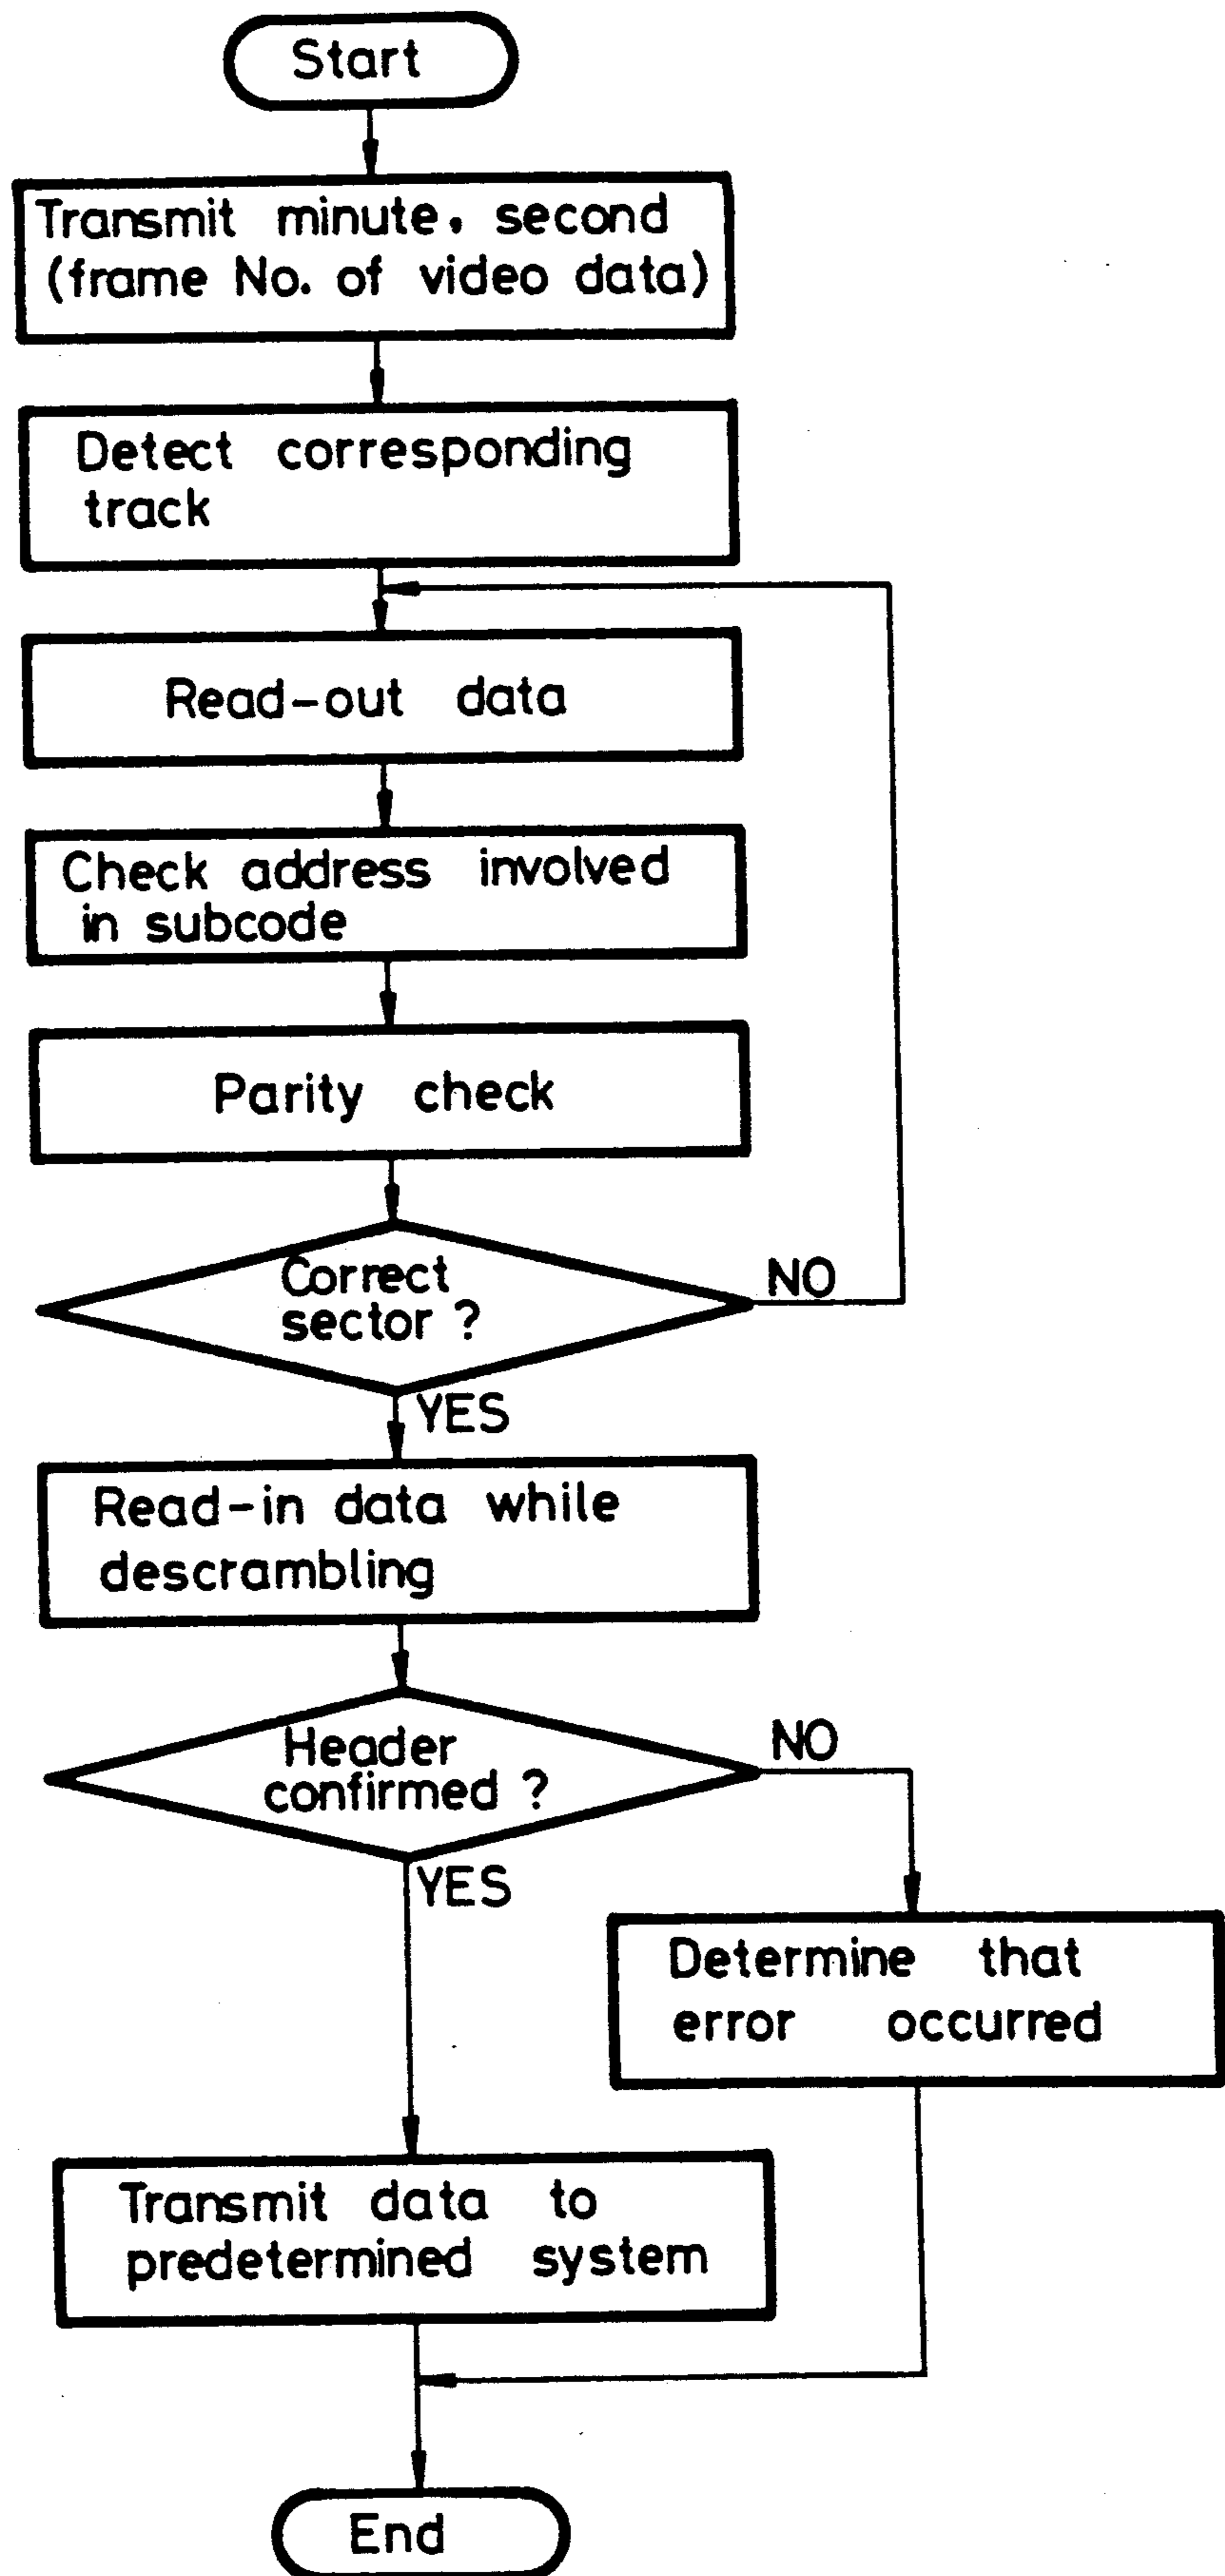 Start
Transmit minute, second
(frame No. of video data)
Detect corresponding
track
Read-out data
Check address involved
in subcode
Parity check
Correct
sector ?
NO
YES
Read-in data while
descrambling
Header
confirmed ?
NO
YES
Determine that
error occurred
Transmit data to
predetermined system
End